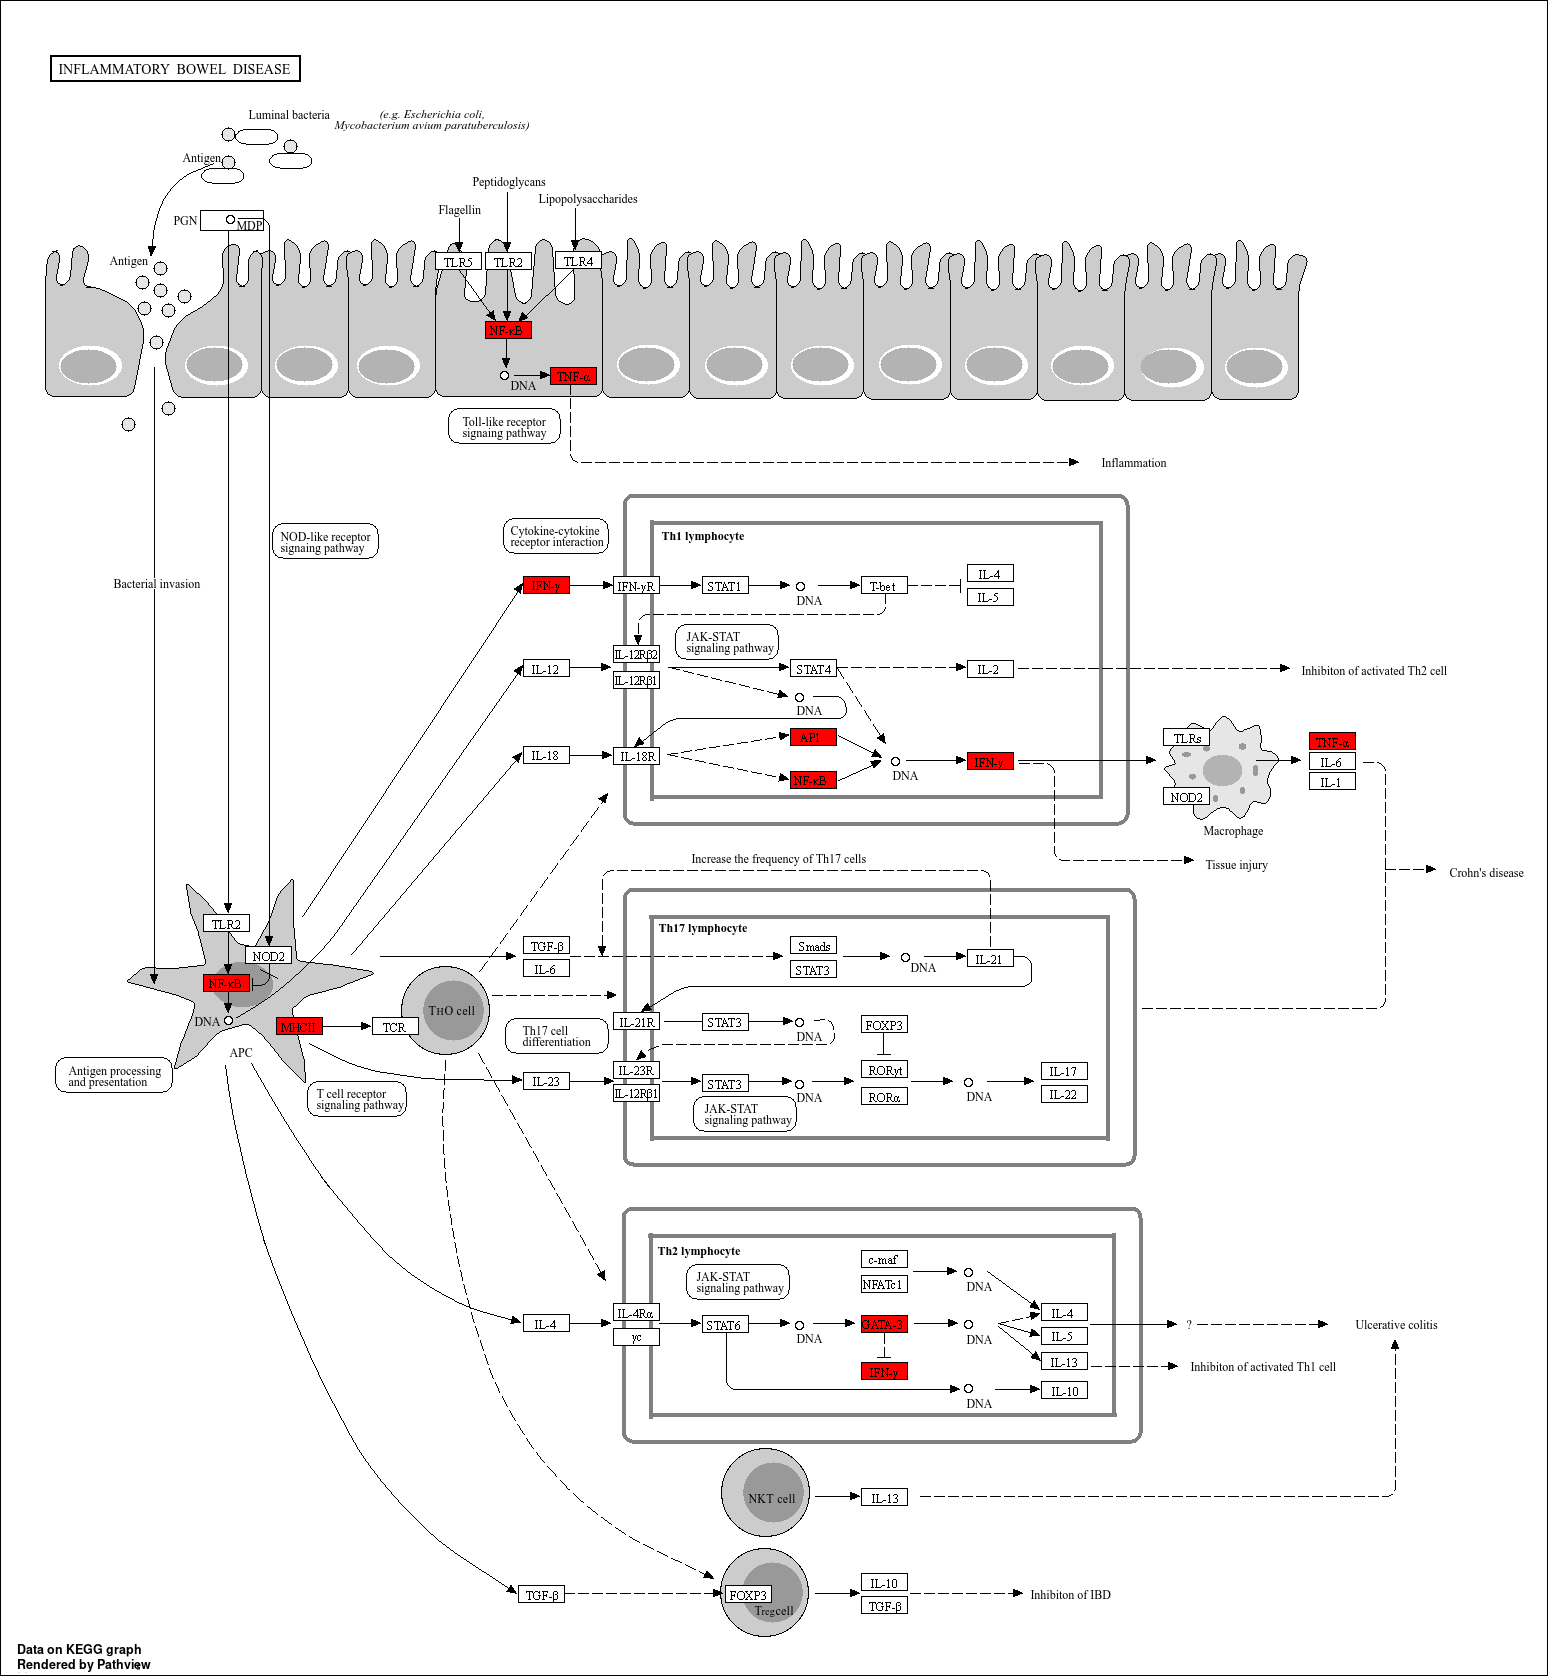 INFLAMMATORY BOWEL DISEASE
Luminal bacteria
(e.g. Escherichia coli,
Mycobacterium avium paratuberculosis)
Antigen
PGN
MDP
Antigen
Peptidoglycans
Flagellin
Lipopolysaccharides
TLR5
TLR2
TLR4
NF-κB
DNA
TNF-α
Toll-like receptor
signaing pathway
Inflammation
NOD-like receptor
signaing pathway
Cytokine-cytokine
receptor interaction
Bacterial invasion
Th1 lymphocyte
IFN-γ
IFN-γR
STAT1
DNA
T-bet
IL-4
IL-5
IL-12
IL-12Rβ2
IL-12Rβ1
JAK-STAT
signaling pathway
STAT4
DNA
IL-2
Inhibiton of activated Th2 cell
IL-18
IL-18R
AP1
NF-κB
DNA
IFN-γ
TLRs
NOD2
Macrophage
TNF-α
IL-6
IL-1
Tissue injury
Crohn's disease
Increase the frequency of Th17 cells
TLR2
NOD2
NF-κB
DNA
MHCII
TCR
TH0 cell
APC
Antigen processing
and presentation
T cell receptor
signaling pathway
TGF-β
IL-6
Th17 lymphocyte
Smads
STAT3
DNA
IL-21
Th17 cell
differentiation
IL-21R
STAT3
DNA
FOXP3
IL-23
IL-23R
IL-12Rβ1
STAT3
DNA
RORγt
RORα
DNA
IL-17
IL-22
JAK-STAT
signaling pathway
Th2 lymphocyte
JAK-STAT
signaling pathway
c-maf
NFATc1
DNA
IL-4
IL-4Rα
γc
STAT6
DNA
GATA-3
IFN-γ
DNA
IL-4
IL-5
IL-13
IL-10
DNA
?
Ulcerative colitis
Inhibiton of activated Th1 cell
NKT cell
IL-13
TGF-β
FOXP3
Treg cell
IL-10
TGF-β
Inhibiton of IBD
Data on KEGG graph
Rendered by Pathview